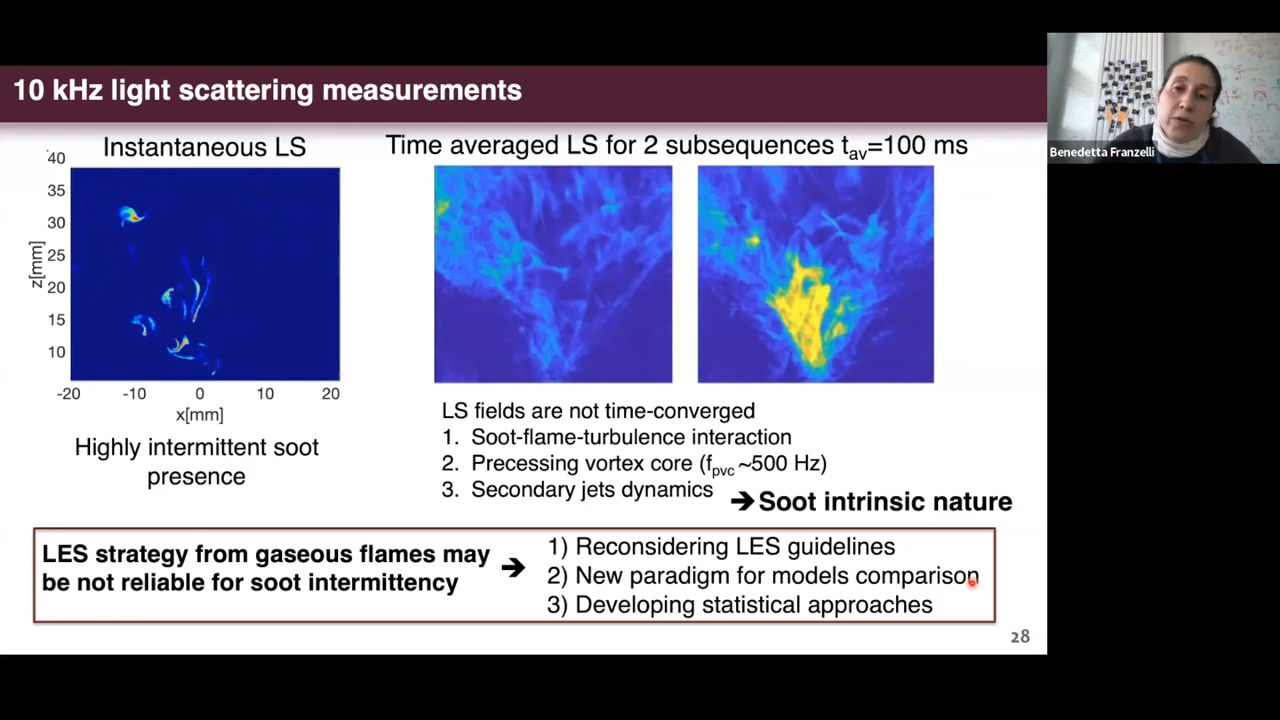 10 kHz light scattering measurements
Instantaneous LS
Time averaged LS for 2 subsequences tav=100 ms
40
35
30
25
20
15
10
z[mm]
-20 -10 0 10 20
x[mm]
Highly intermittent soot
presence
LS fields are not time-converged
1. Soot-flame-turbulence interaction
2. Precessing vortex core (fpvc ~500 Hz)
3. Secondary jets dynamics
➔ Soot intrinsic nature
LES strategy from gaseous flames may
be not reliable for soot intermittency
➔
1) Reconsidering LES guidelines
2) New paradigm for models comparison
3) Developing statistical approaches
28
Benedetta Franzelli